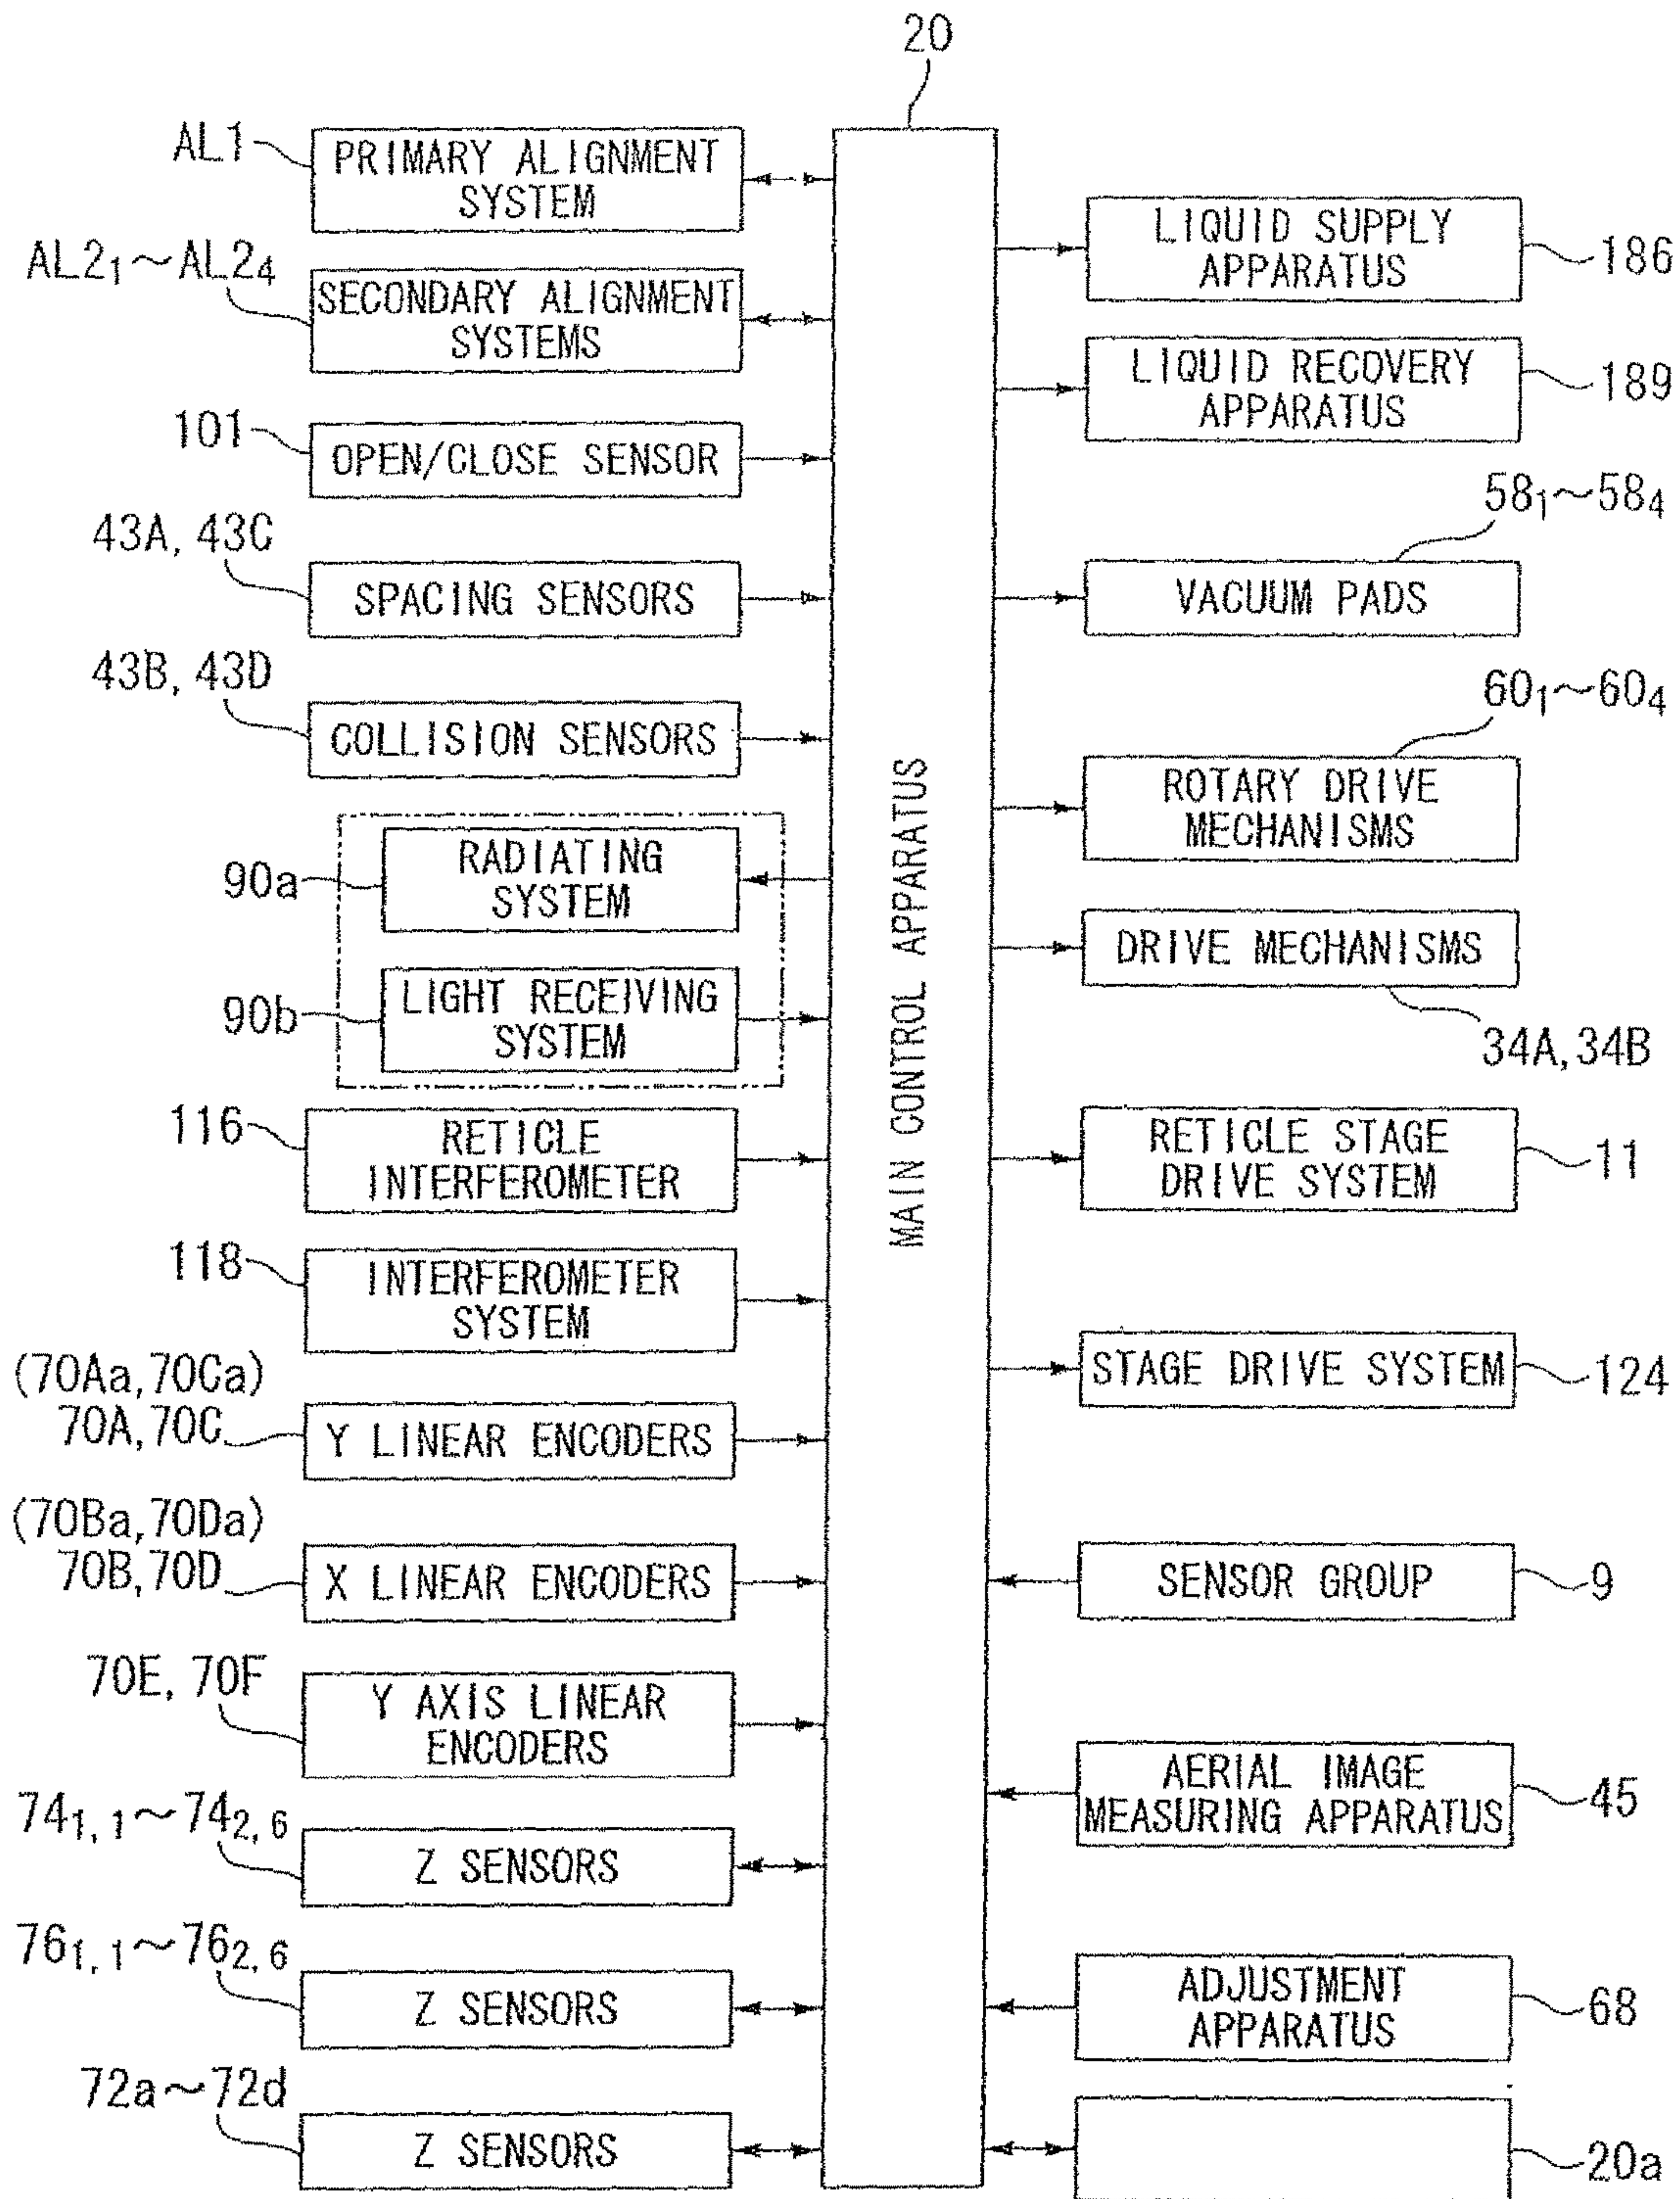 20
AL1
PRIMARY ALIGNMENT
SYSTEM
AL2₁~AL2₄
SECONDARY ALIGNMENT
SYSTEMS
101
OPEN/CLOSE SENSOR
43A, 43C
SPACING SENSORS
43B, 43D
COLLISION SENSORS
90a
RADIATING
SYSTEM
90b
LIGHT RECEIVING
SYSTEM
116
RETICLE
INTERFEROMETER
118
INTERFEROMETER
SYSTEM
(70Aa, 70Ca)
70A, 70C
Y LINEAR ENCODERS
(70Ba, 70Da)
70B, 70D
X LINEAR ENCODERS
70E, 70F
Y AXIS LINEAR
ENCODERS
74₁,₁~74₂,₆
Z SENSORS
76₁,₁~76₂,₆
Z SENSORS
72a~72d
Z SENSORS
MAIN CONTROL APPARATUS
LIQUID SUPPLY
APPARATUS
186
LIQUID RECOVERY
APPARATUS
189
58₁~58₄
VACUUM PADS
60₁~60₄
ROTARY DRIVE
MECHANISMS
DRIVE MECHANISMS
34A, 34B
RETICLE STAGE
DRIVE SYSTEM
11
STAGE DRIVE SYSTEM
124
SENSOR GROUP
9
AERIAL IMAGE
MEASURING APPARATUS
45
ADJUSTMENT
APPARATUS
68
20a